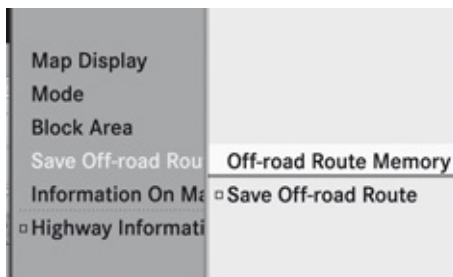 Map Display
Mode
Block Area
Save Off-road Rou
Off-road Route Memory
Information On Ma
Save Off-road Route
Highway Informati